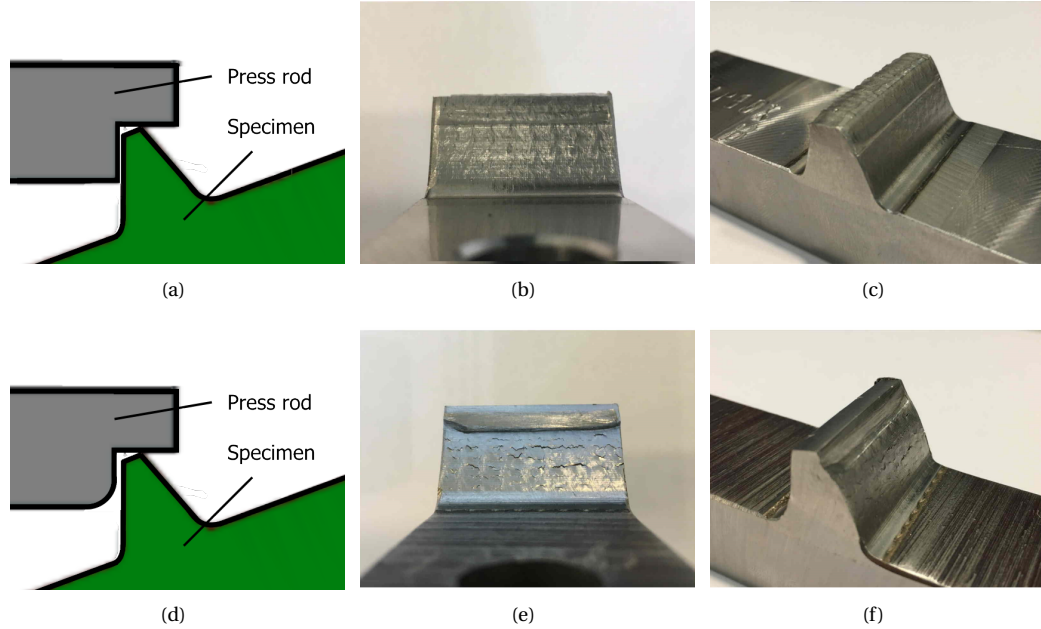 Press rod
Specimen
(a)
(b)
(c)
Press rod
Specimen
(d)
(e)
(f)